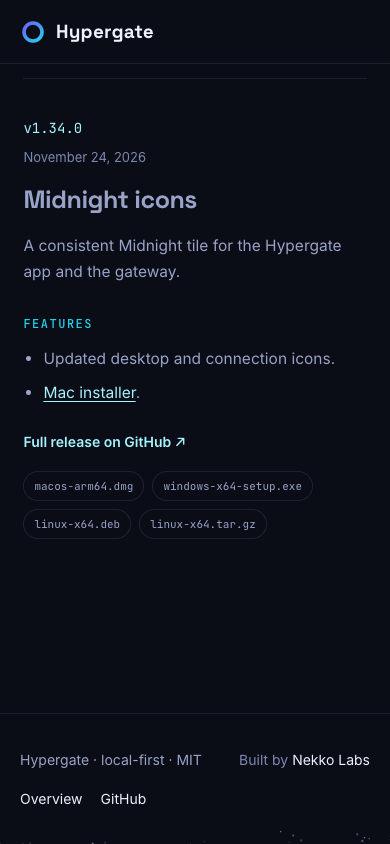 Hypergate
v1.34.0
November 24, 2026
Midnight icons
A consistent Midnight tile for the Hypergate
app and the gateway.
FEATURES
• Updated desktop and connection icons.
• Mac installer.
Full release on GitHub ↗
macos-arm64.dmg windows-x64-setup.exe
linux-x64.deb linux-x64.tar.gz
Hypergate · local-first · MIT Built by Nekko Labs
Overview GitHub